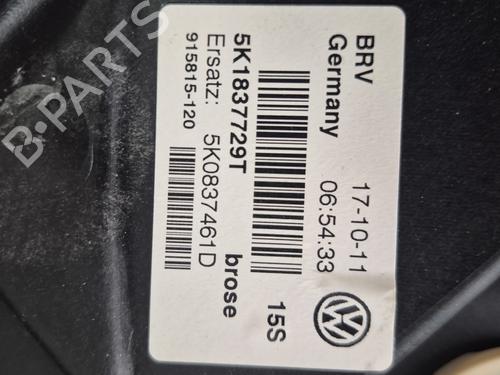 BRV 17-10-11
Germany 06:54:33
15S
5K1837729T brose
Ersatz: 5K0837461D
915815-120
B-PARTS